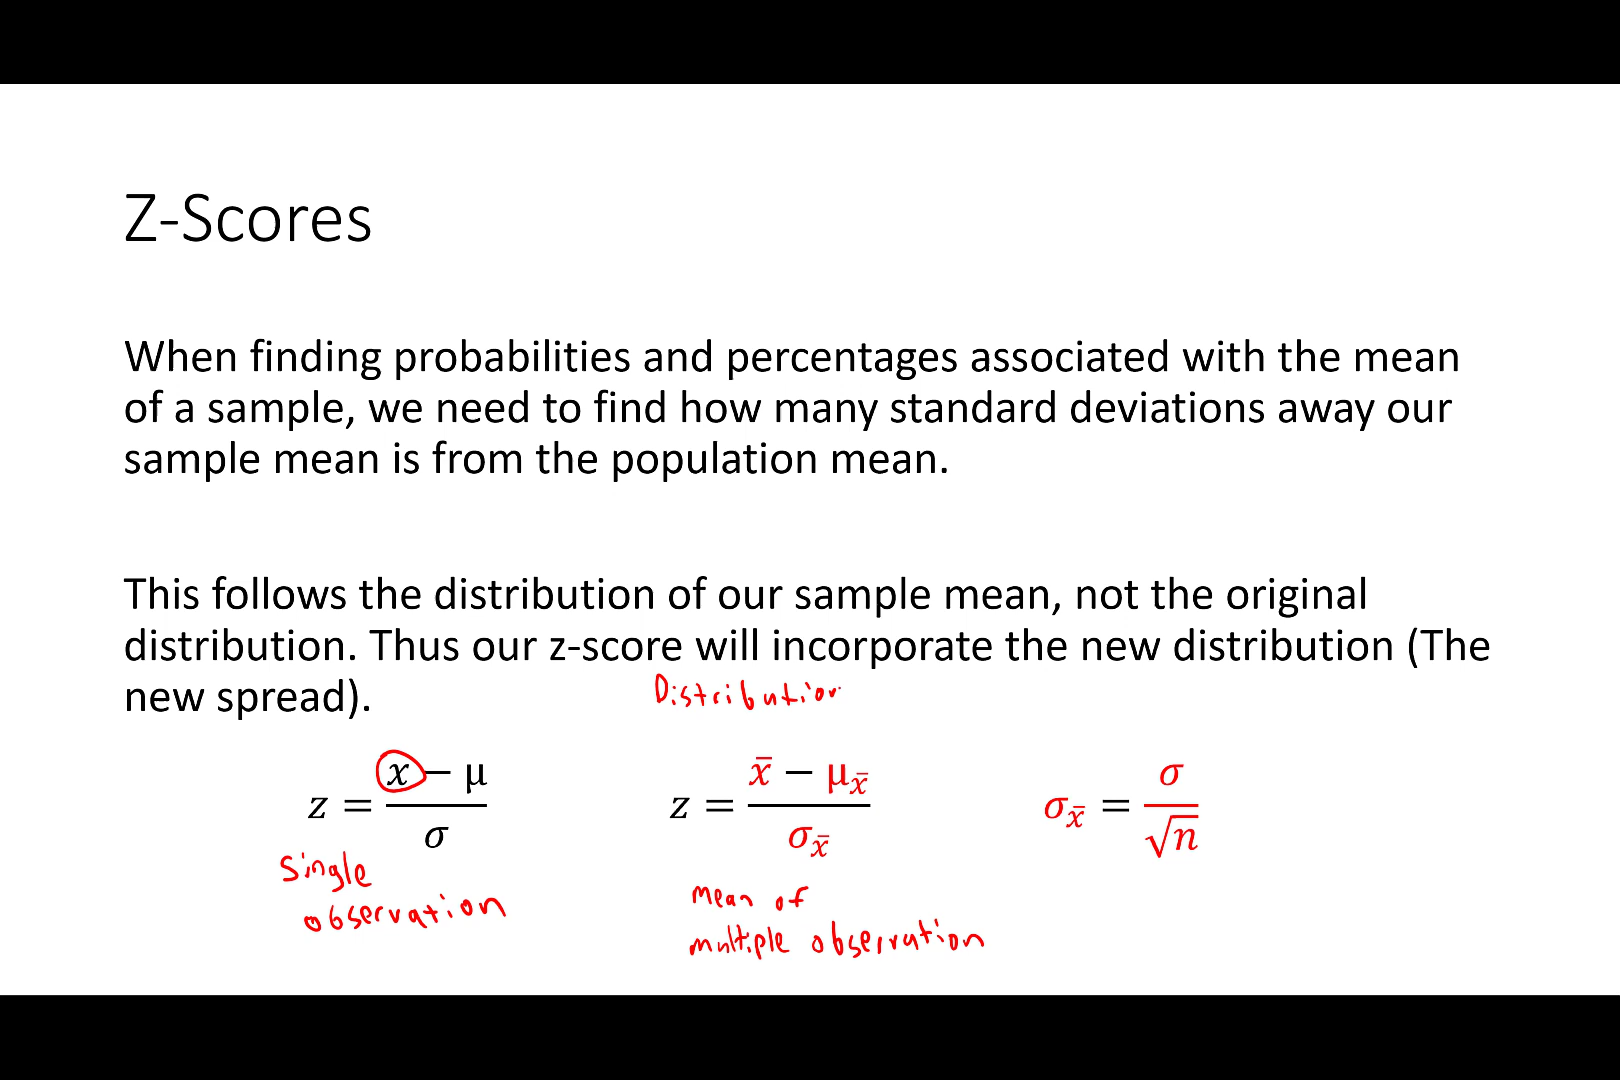 Z-Scores
When finding probabilities and percentages associated with the mean
of a sample, we need to find how many standard deviations away our
sample mean is from the population mean.
This follows the distribution of our sample mean, not the original
distribution. Thus our z-score will incorporate the new distribution (The
new spread).
Distribution
z = (x − μ)/σ    z = (x̄ − μ_x̄)/σ_x̄    σ_x̄ = σ/√n
Single
observation
mean of
multiple observation